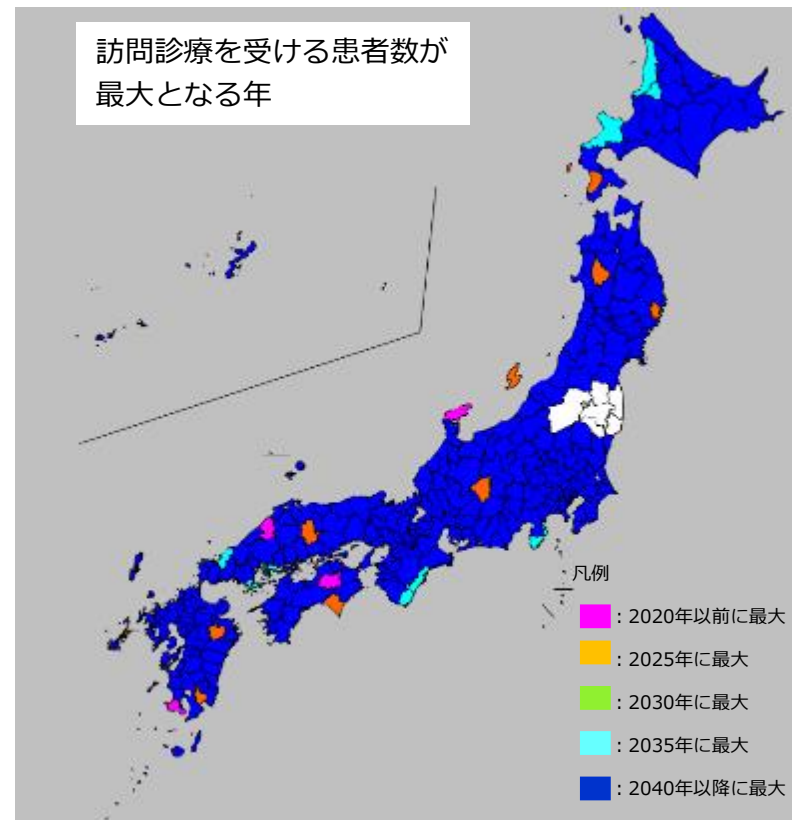 訪問診療を受ける患者数が
最大となる年
凡例
：2020年以前に最大
：2025年に最大
：2030年に最大
：2035年に最大
：2040年以降に最大